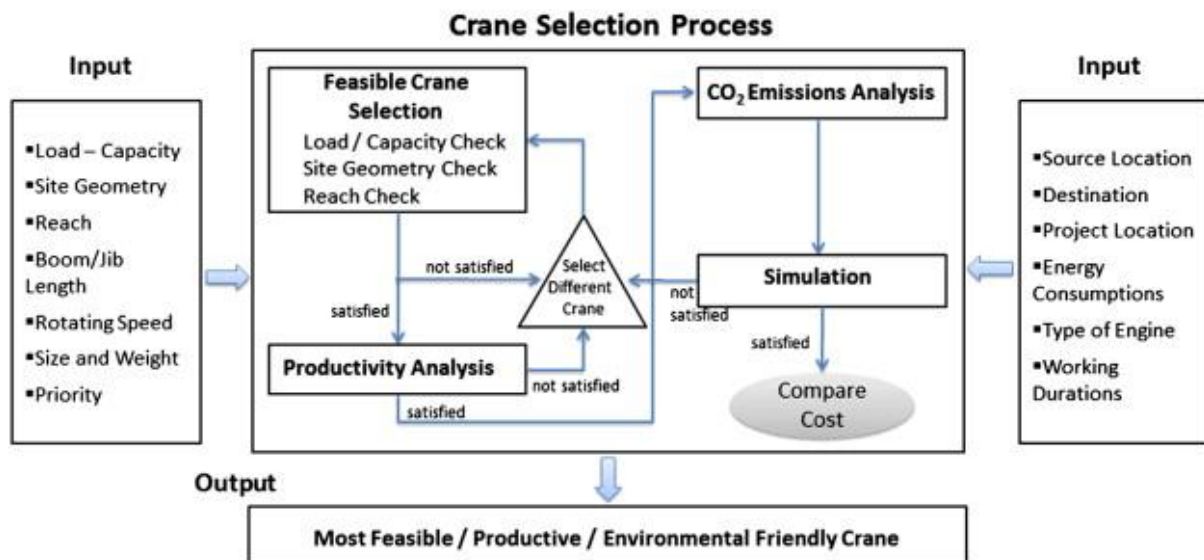 Crane Selection Process
Input
▪Load – Capacity
▪Site Geometry
▪Reach
▪Boom/Jib
Length
▪Rotating Speed
▪Size and Weight
▪Priority
Feasible Crane
Selection
Load / Capacity Check
Site Geometry Check
Reach Check
not satisfied
satisfied
Select
Different
Crane
Productivity Analysis
not satisfied
satisfied
CO₂ Emissions Analysis
Simulation
not
satisfied
satisfied
Compare
Cost
Input
▪Source Location
▪Destination
▪Project Location
▪Energy
Consumptions
▪Type of Engine
▪Working
Durations
Output
Most Feasible / Productive / Environmental Friendly Crane